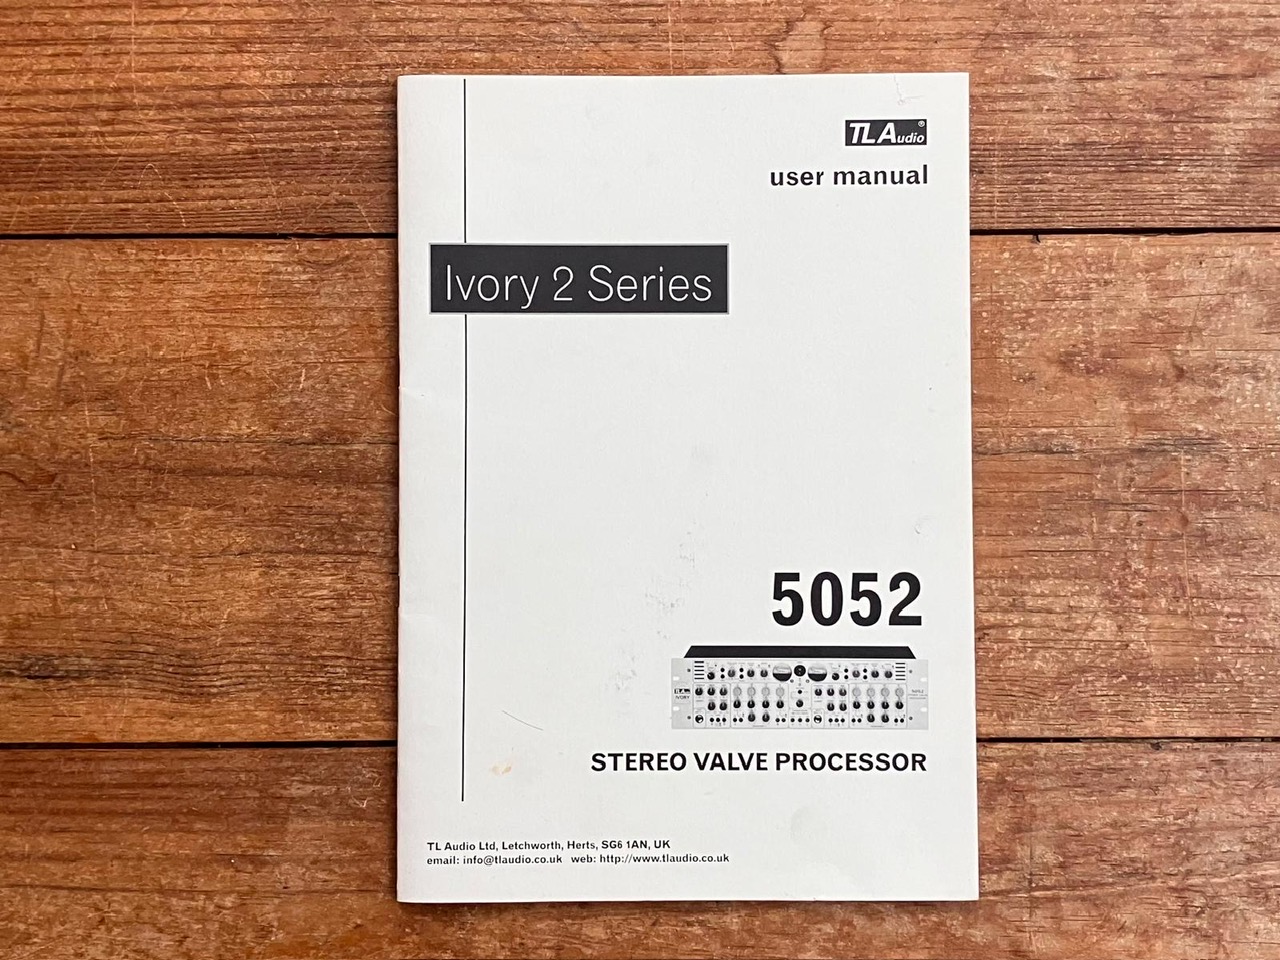 TL Audio®
user manual
Ivory 2 Series
5052
STEREO VALVE PROCESSOR
TL Audio Ltd, Letchworth, Herts, SG6 1AN, UK
email: info@tlaudio.co.uk web: http://www.tlaudio.co.uk